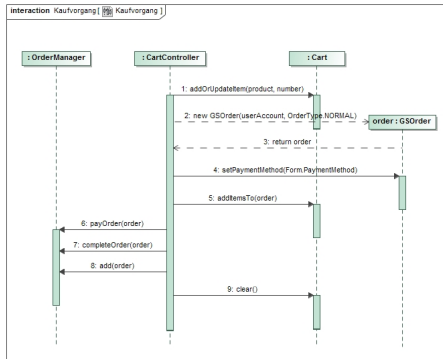 interaction Kaufvorgang [ Kaufvorgang ]
: OrderManager
: CartController
: Cart
1: addOrUpdateItem(product, number)
2: new GSOrder(userAccount, OrderType.NORMAL)
order : GSOrder
3: return order
4: setPaymentMethod(Form.PaymentMethod)
5: addItemsTo(order)
6: payOrder(order)
7: completeOrder(order)
8: add(order)
9: clear()